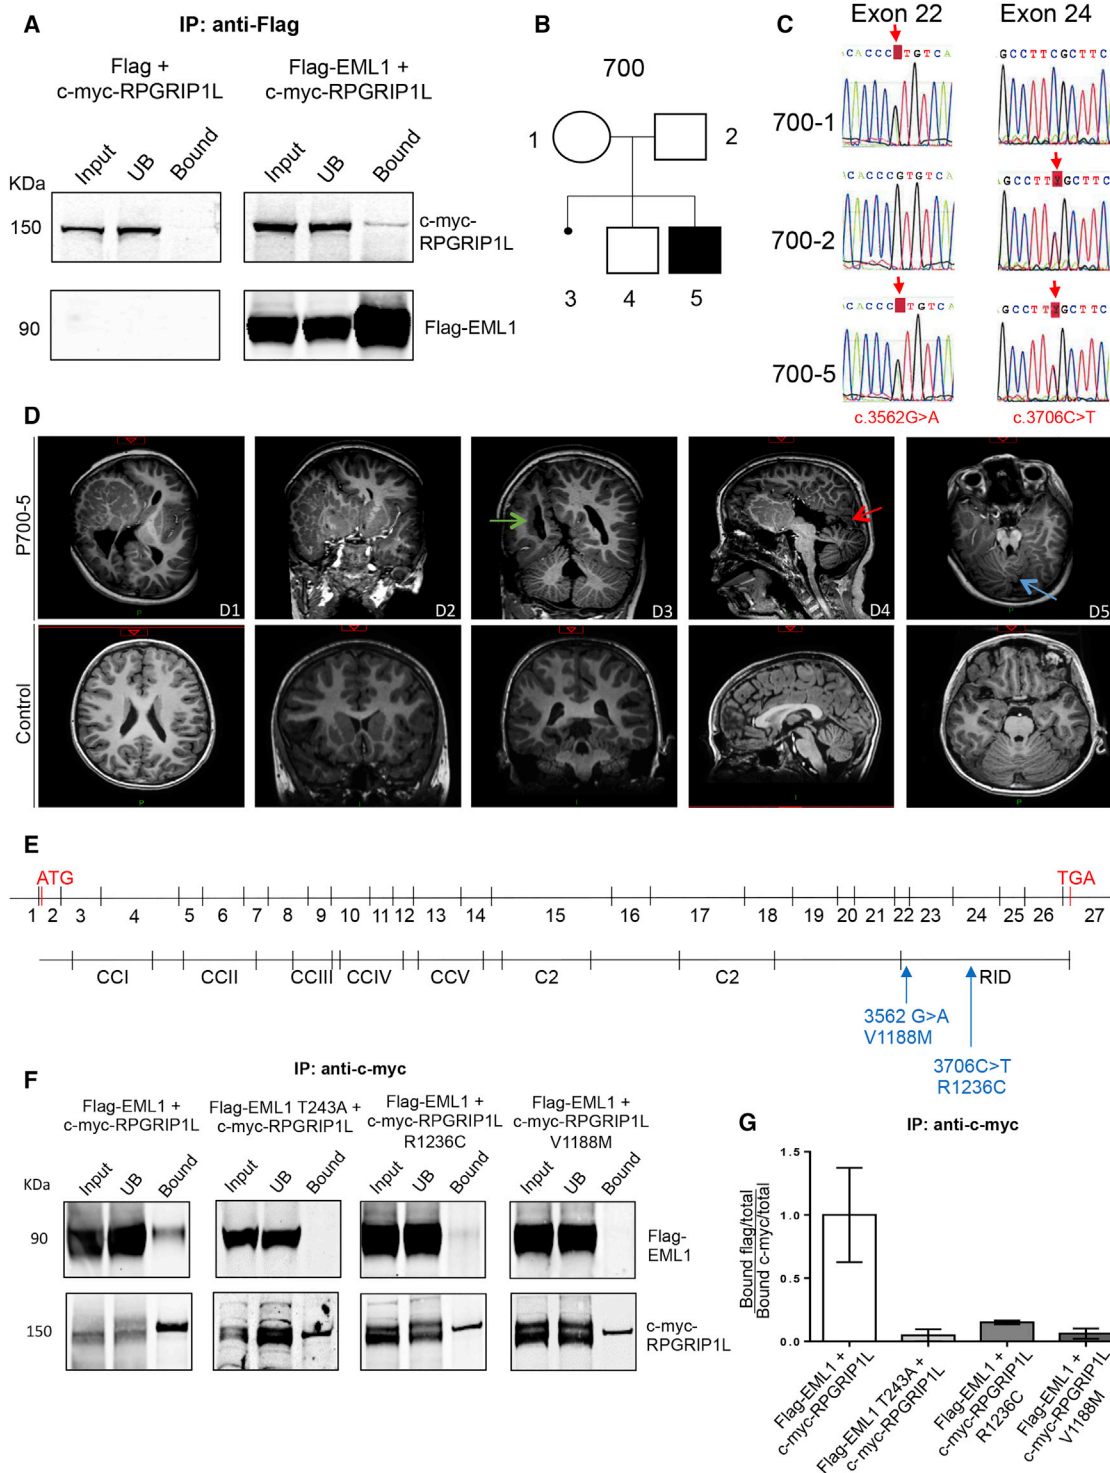 A
IP: anti-Flag
Flag +
c-myc-RPGRIP1L
Flag-EML1 +
c-myc-RPGRIP1L
Input
UB
Bound
Input
UB
Bound
KDa
150
c-myc-
RPGRIP1L
90
Flag-EML1
B
700
1
2
3
4
5
C
Exon 22
Exon 24
CACCC TGTCA
GCCTTCGCTTC
700-1
CACCCGTGTCA
GCCTTYGCTTC
700-2
CACCC TGTCA
GCCTTYGCTTC
700-5
c.3562G>A
c.3706C>T
D
P700-5
D1
D2
D3
D4
D5
P
P
Control
P
I
I
I
P
E
ATG
TGA
1 2 3 4 5 6 7 8 9 10 11 12 13 14 15 16 17 18 19 20 21 22 23 24 25 26 27
CCI CCII CCIII CCIV CCV C2 C2 RID
3562 G>A
V1188M
3706C>T
R1236C
F
IP: anti-c-myc
Flag-EML1 +
c-myc-RPGRIP1L
Flag-EML1 T243A +
c-myc-RPGRIP1L
Flag-EML1 +
c-myc-RPGRIP1L
R1236C
Flag-EML1 +
c-myc-RPGRIP1L
V1188M
KDa
Input
UB
Bound
Input
UB
Bound
Input
UB
Bound
Input
UB
Bound
90
Flag-
EML1
150
c-myc-
RPGRIP1L
G
IP: anti-c-myc
Bound flag/total
Bound c-myc/total
1.5
1.0
0.5
0.0
Flag-EML1 +
c-myc-RPGRIP1L
Flag-EML1 T243A +
c-myc-RPGRIP1L
Flag-EML1 +
c-myc-RPGRIP1L
R1236C
Flag-EML1 +
c-myc-RPGRIP1L
V1188M